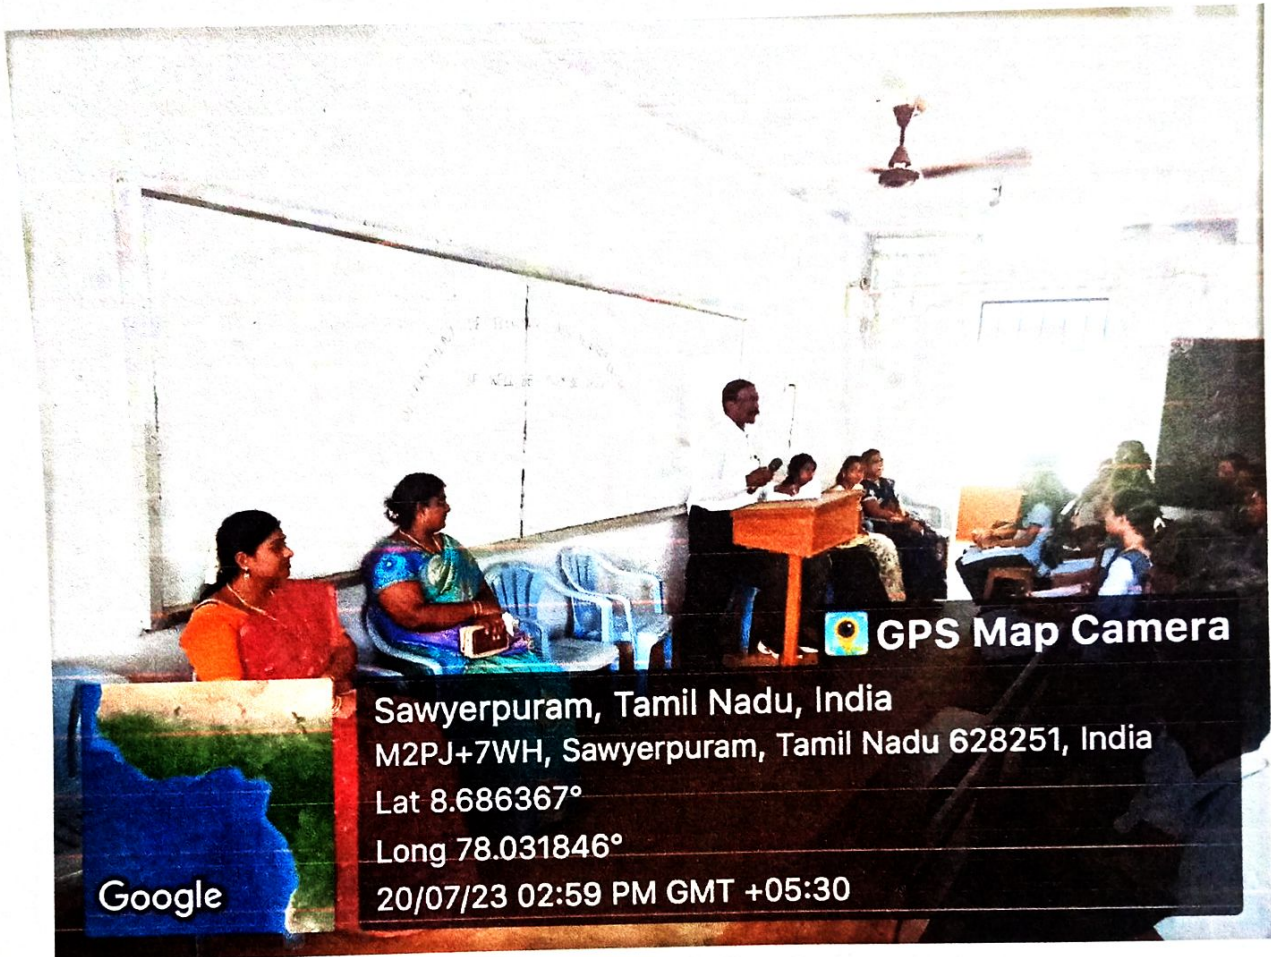 GPS Map Camera
Sawyerpuram, Tamil Nadu, India
M2PJ+7WH, Sawyerpuram, Tamil Nadu 628251, India
Lat 8.686367°
Long 78.031846°
20/07/23 02:59 PM GMT +05:30
Google